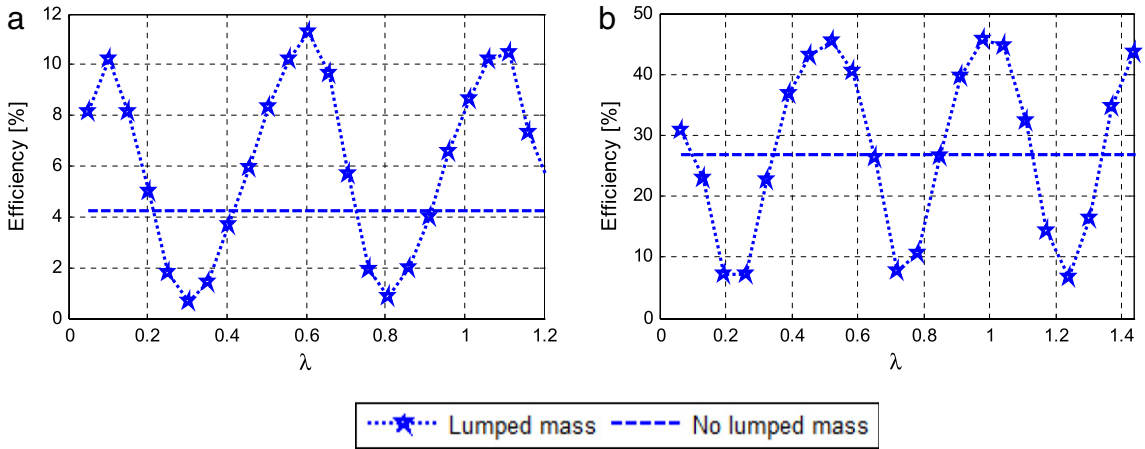 a
12
10
8
6
4
2
0
Efficiency [%]
0 0.2 0.4 0.6 0.8 1 1.2
λ
b
50
40
30
20
10
0
Efficiency [%]
0 0.2 0.4 0.6 0.8 1 1.2 1.4
λ
Lumped mass No lumped mass